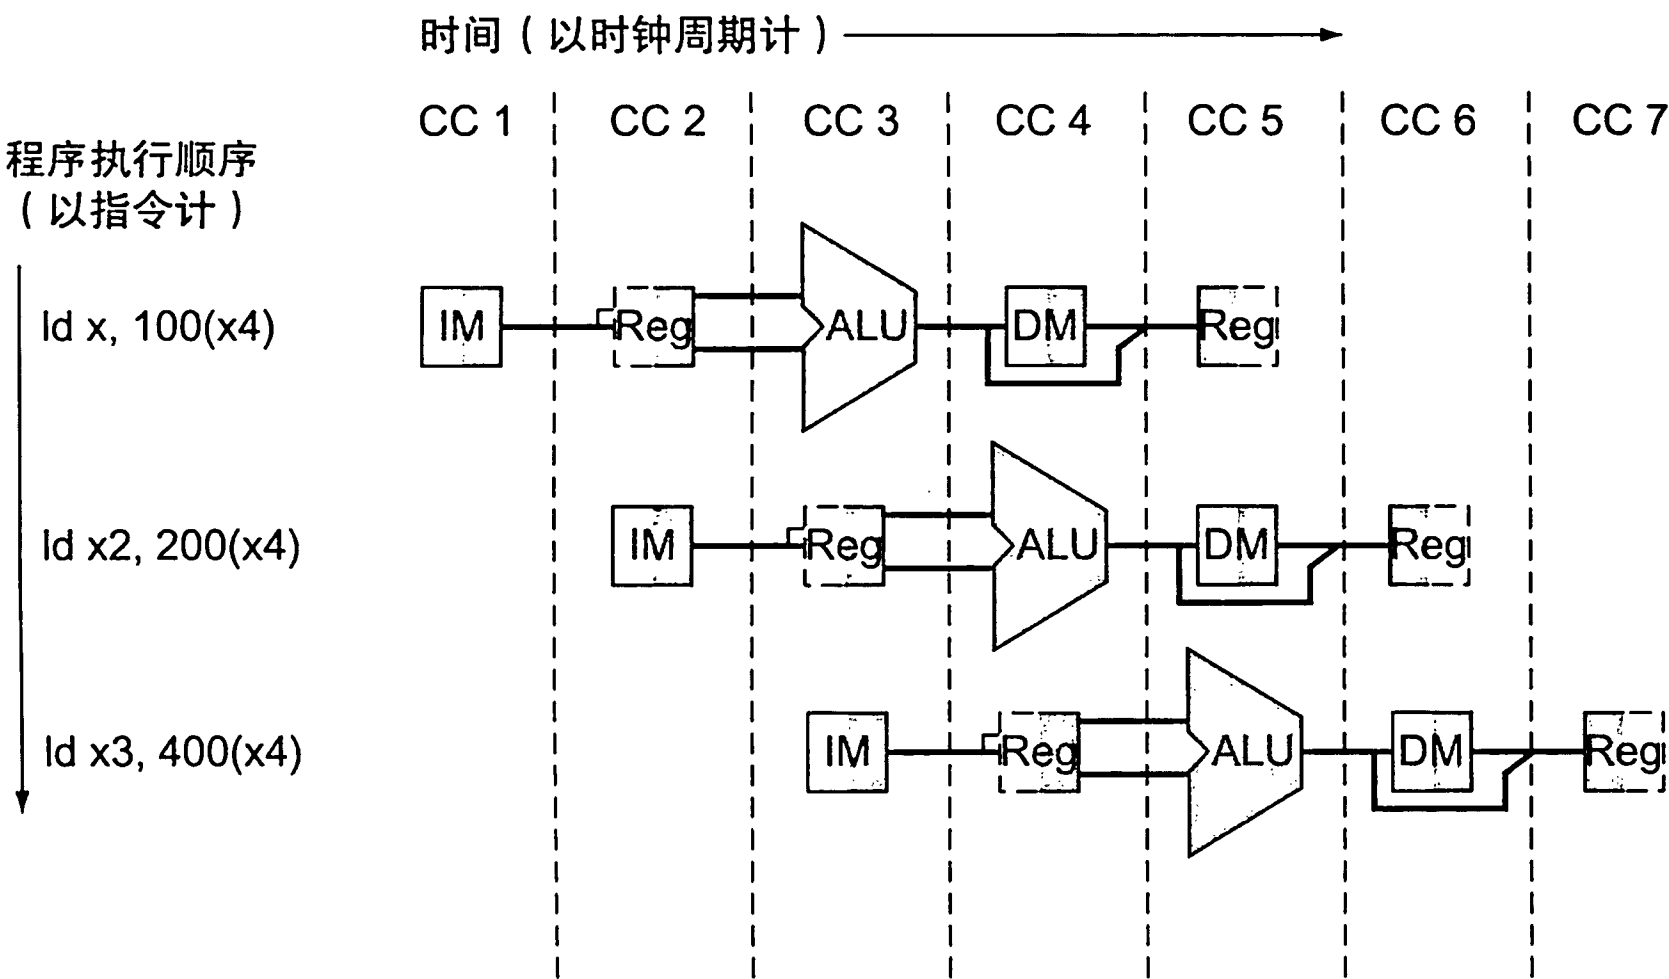 时间（以时钟周期计）
CC 1 CC 2 CC 3 CC 4 CC 5 CC 6 CC 7
程序执行顺序
（以指令计）
ld x, 100(x4) IM Reg ALU DM Reg
ld x2, 200(x4) IM Reg ALU DM Reg
ld x3, 400(x4) IM Reg ALU DM Reg